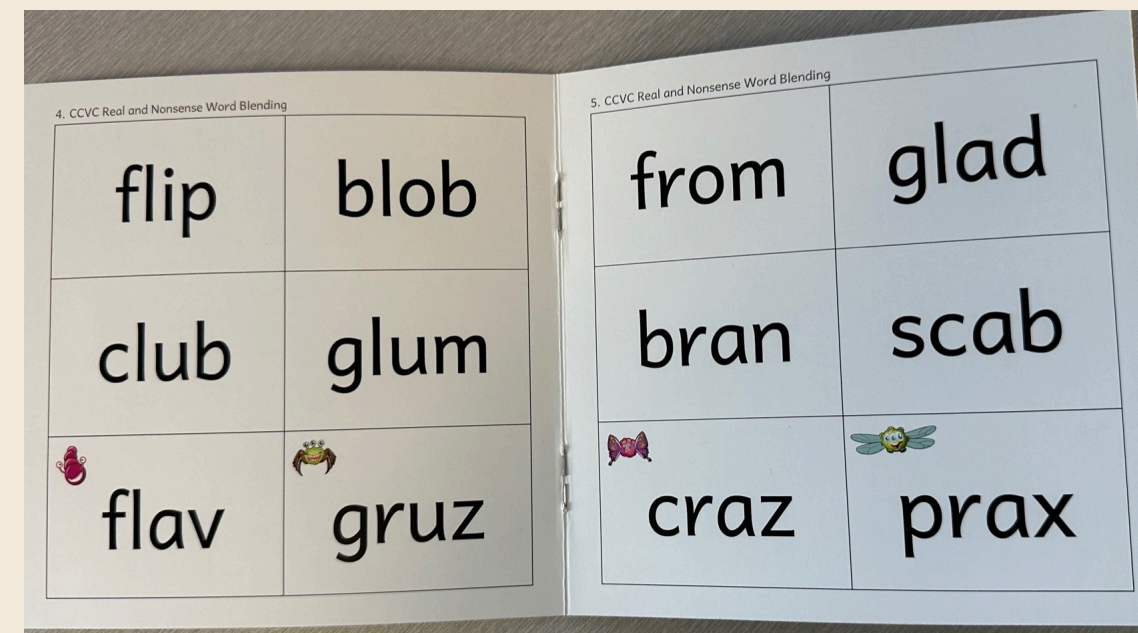 4. CCVC Real and Nonsense Word Blending
flip blob
club glum
flav gruz
5. CCVC Real and Nonsense Word Blending
from glad
bran scab
craz prax